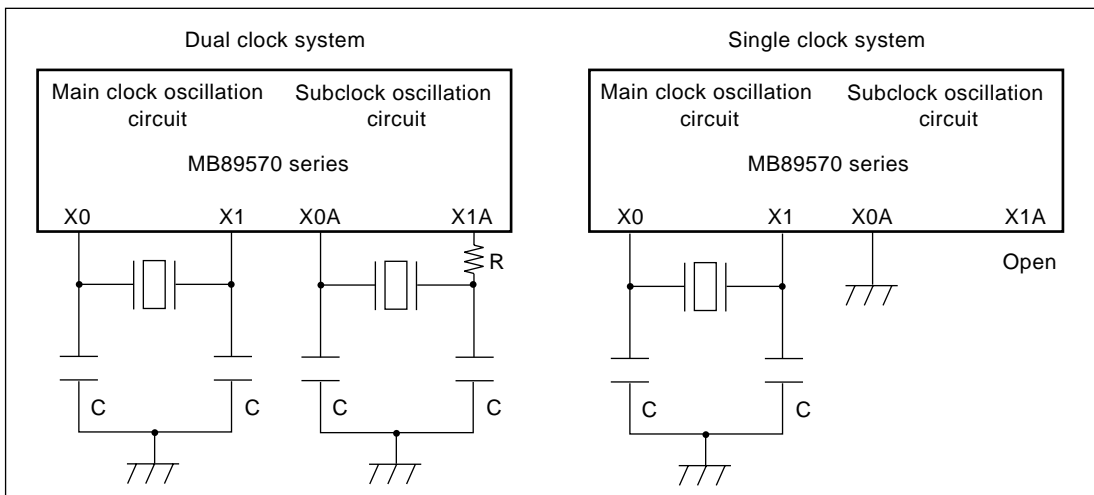 Dual clock system
Main clock oscillation circuit
Subclock oscillation circuit
MB89570 series
X0 X1 X0A X1A
R
C C C C
Single clock system
Main clock oscillation circuit
Subclock oscillation circuit
MB89570 series
X0 X1 X0A X1A
Open
C C